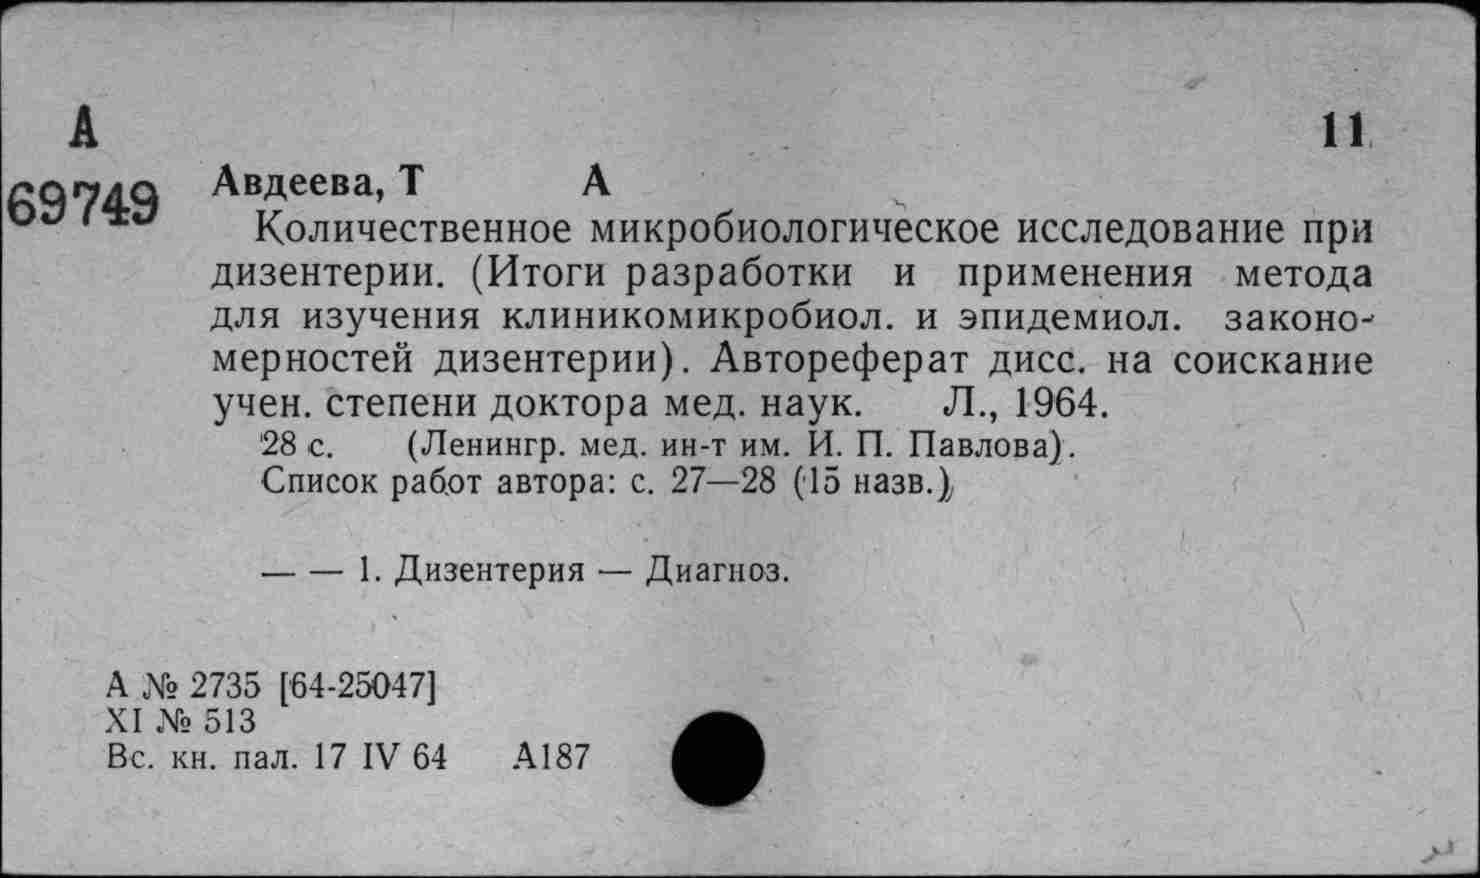 А
11
69749
Авдеева, Т А
Количественное микробиологическое исследование при
дизентерии. (Итоги разработки и применения метода
для изучения клиникомикробиол. и эпидемиол. законо-
мерностей дизентерии). Автореферат дисс. на соискание
учен. степени доктора мед. наук. Л., 1964.
28 с. (Ленингр. мед. ин-т им. И. П. Павлова).
Список работ автора: с. 27—28 (15 назв.)
— — 1. Дизентерия — Диагноз.
А № 2735 [64-25047]
XI № 513
Вс. кн. пал. 17 IV 64 А187